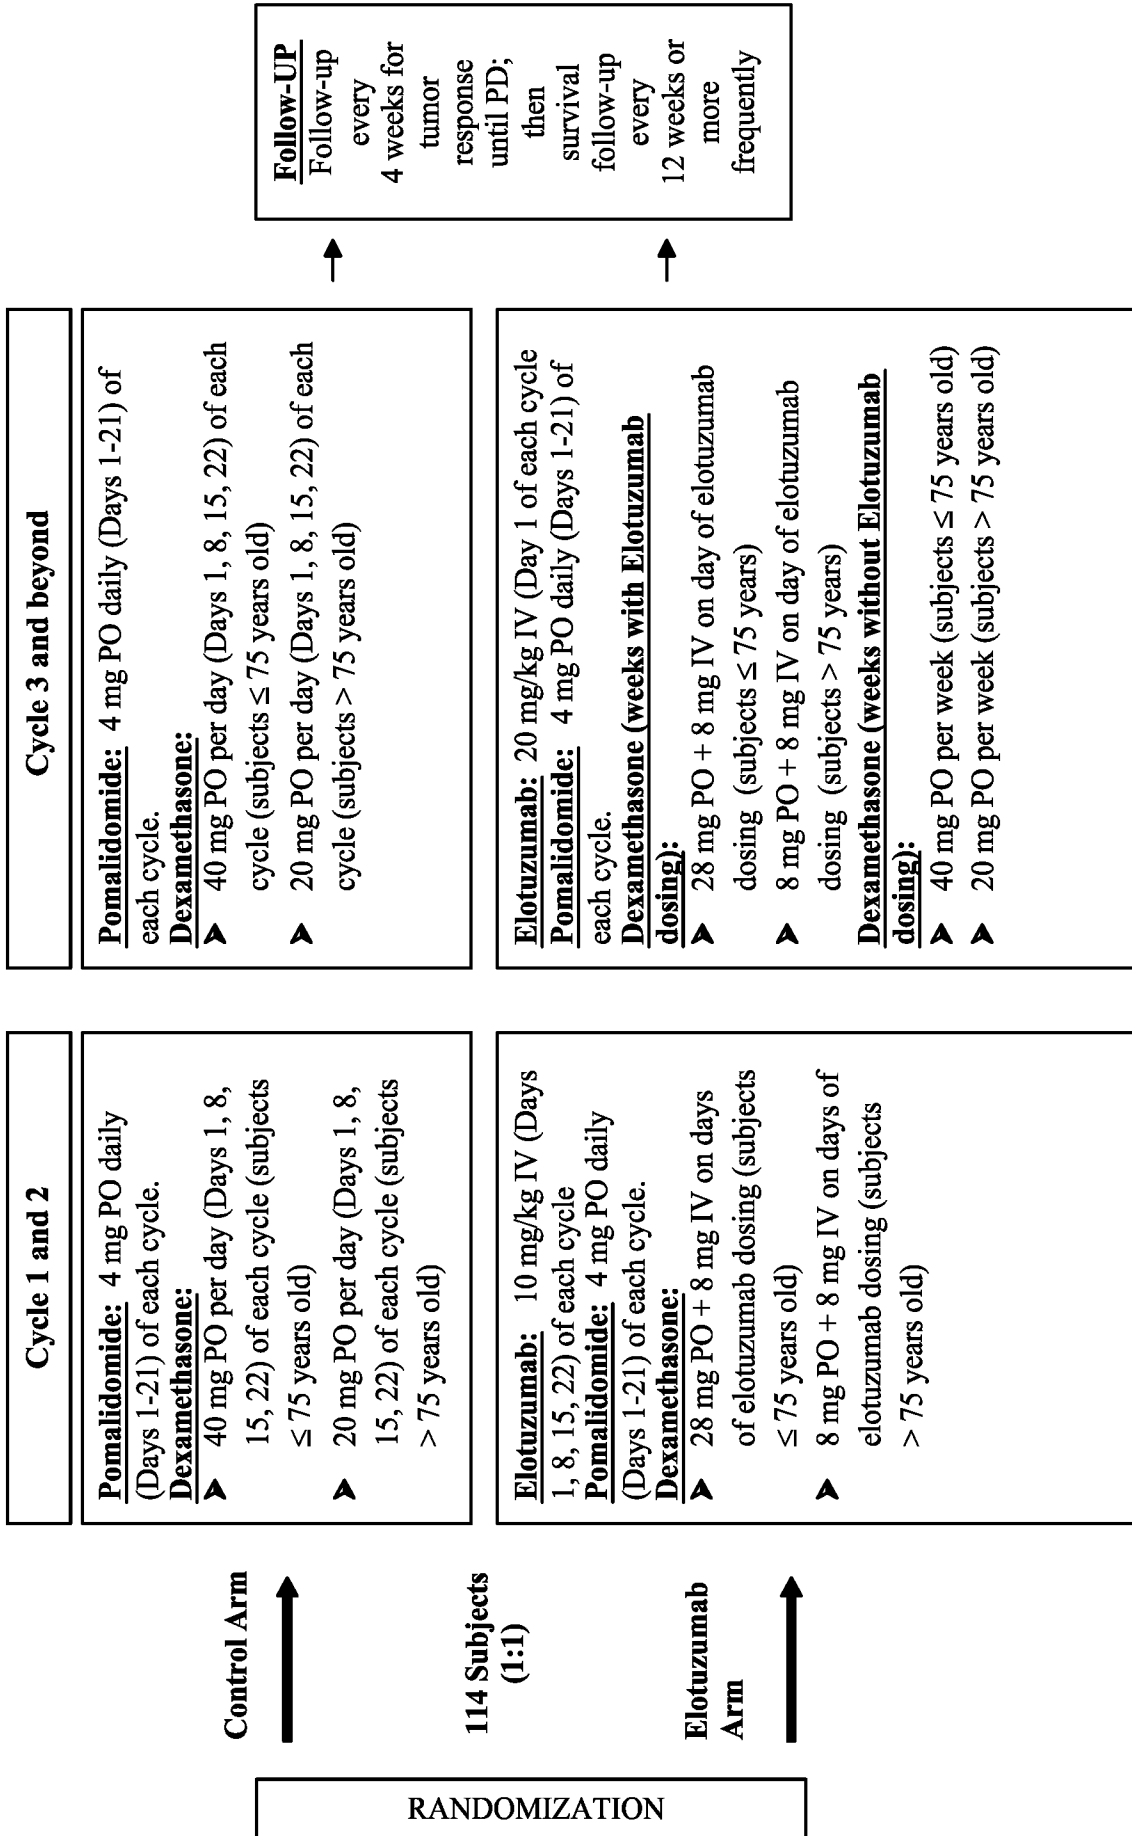 RANDOMIZATION
Control Arm
114 Subjects
(1:1)
Elotuzumab
Arm
Cycle 1 and 2
Pomalidomide: 4 mg PO daily
(Days 1-21) of each cycle.
Dexamethasone:
➤ 40 mg PO per day (Days 1, 8,
15, 22) of each cycle (subjects
≤ 75 years old)
➤ 20 mg PO per day (Days 1, 8,
15, 22) of each cycle (subjects
> 75 years old)
Elotuzumab: 10 mg/kg IV (Days
1, 8, 15, 22) of each cycle
Pomalidomide: 4 mg PO daily
(Days 1-21) of each cycle.
Dexamethasone:
➤ 28 mg PO + 8 mg IV on days
of elotuzumab dosing (subjects
≤ 75 years old)
➤ 8 mg PO + 8 mg IV on days of
elotuzumab dosing (subjects
> 75 years old)
Cycle 3 and beyond
Pomalidomide: 4 mg PO daily (Days 1-21) of
each cycle.
Dexamethasone:
➤ 40 mg PO per day (Days 1, 8, 15, 22) of each
cycle (subjects ≤ 75 years old)
➤ 20 mg PO per day (Days 1, 8, 15, 22) of each
cycle (subjects > 75 years old)
Elotuzumab: 20 mg/kg IV (Day 1 of each cycle
Pomalidomide: 4 mg PO daily (Days 1-21) of
each cycle.
Dexamethasone (weeks with Elotuzumab
dosing):
➤ 28 mg PO + 8 mg IV on day of elotuzumab
dosing (subjects ≤ 75 years)
➤ 8 mg PO + 8 mg IV on day of elotuzumab
dosing (subjects > 75 years)
Dexamethasone (weeks without Elotuzumab
dosing):
➤ 40 mg PO per week (subjects ≤ 75 years old)
➤ 20 mg PO per week (subjects > 75 years old)
Follow-UP
Follow-up
every
4 weeks for
tumor
response
until PD;
then
survival
follow-up
every
12 weeks or
more
frequently